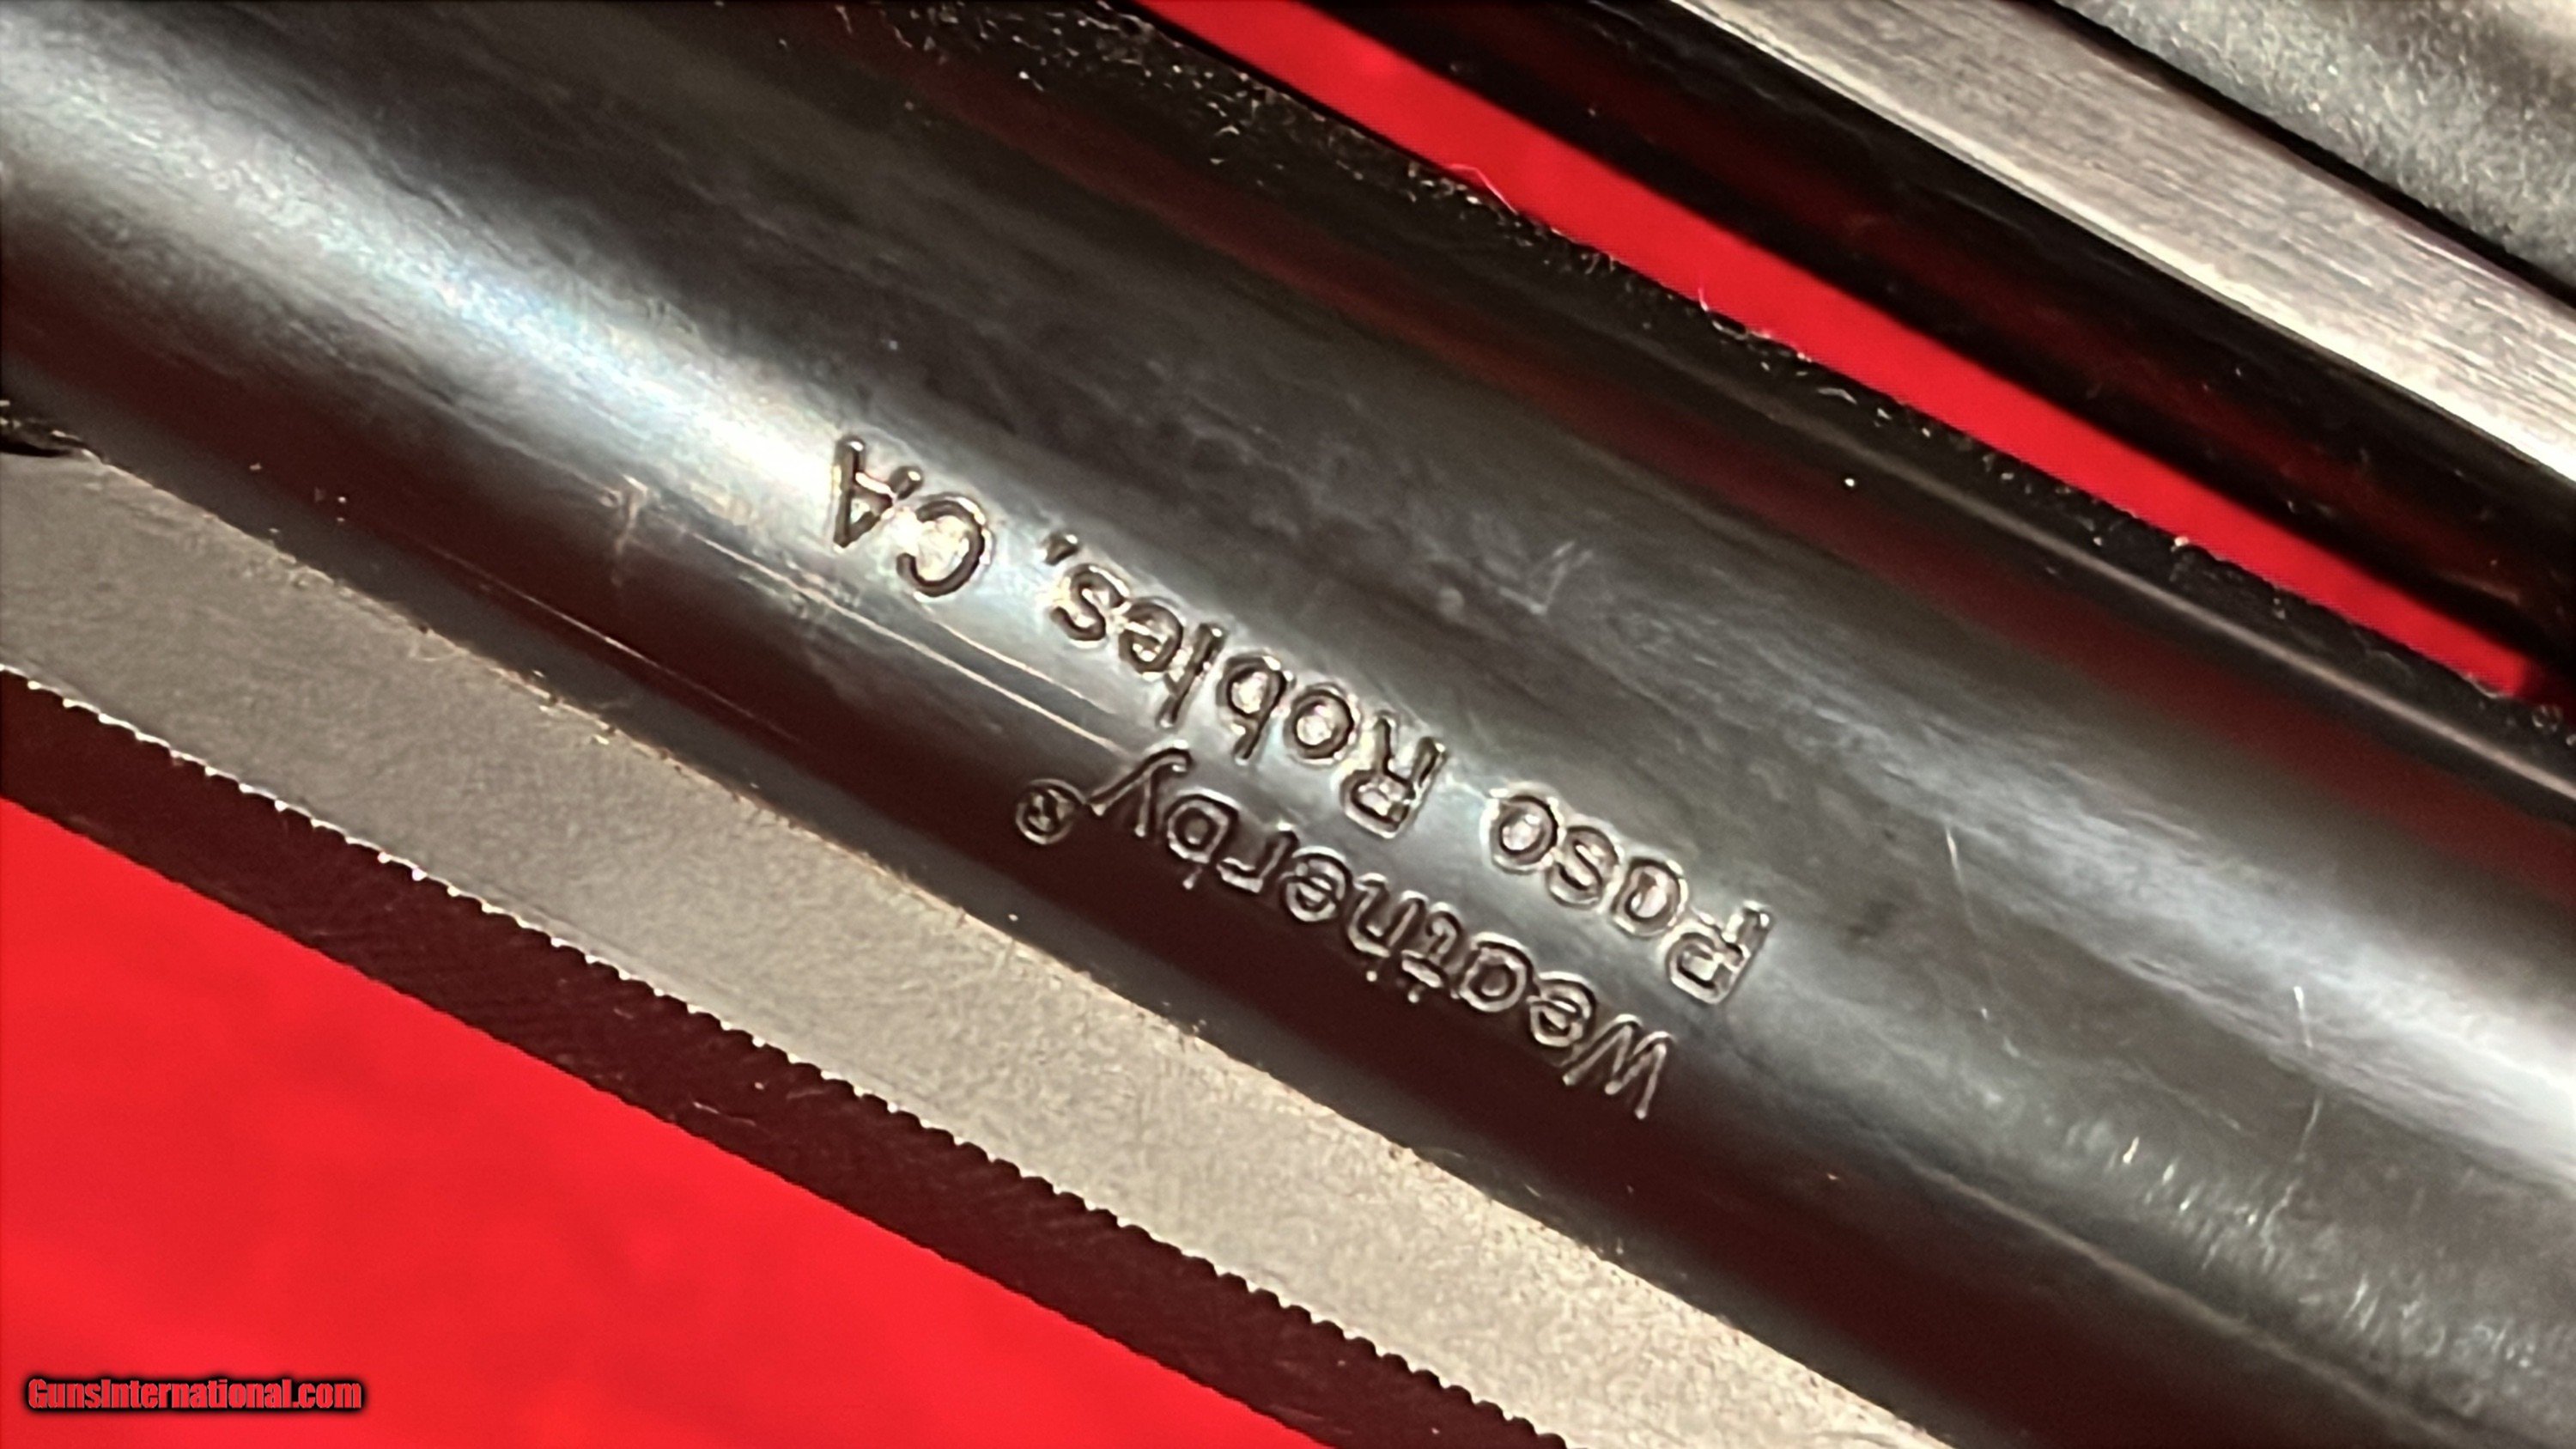 Weatherby®
Paso Robles, CA
GunsInternational.com